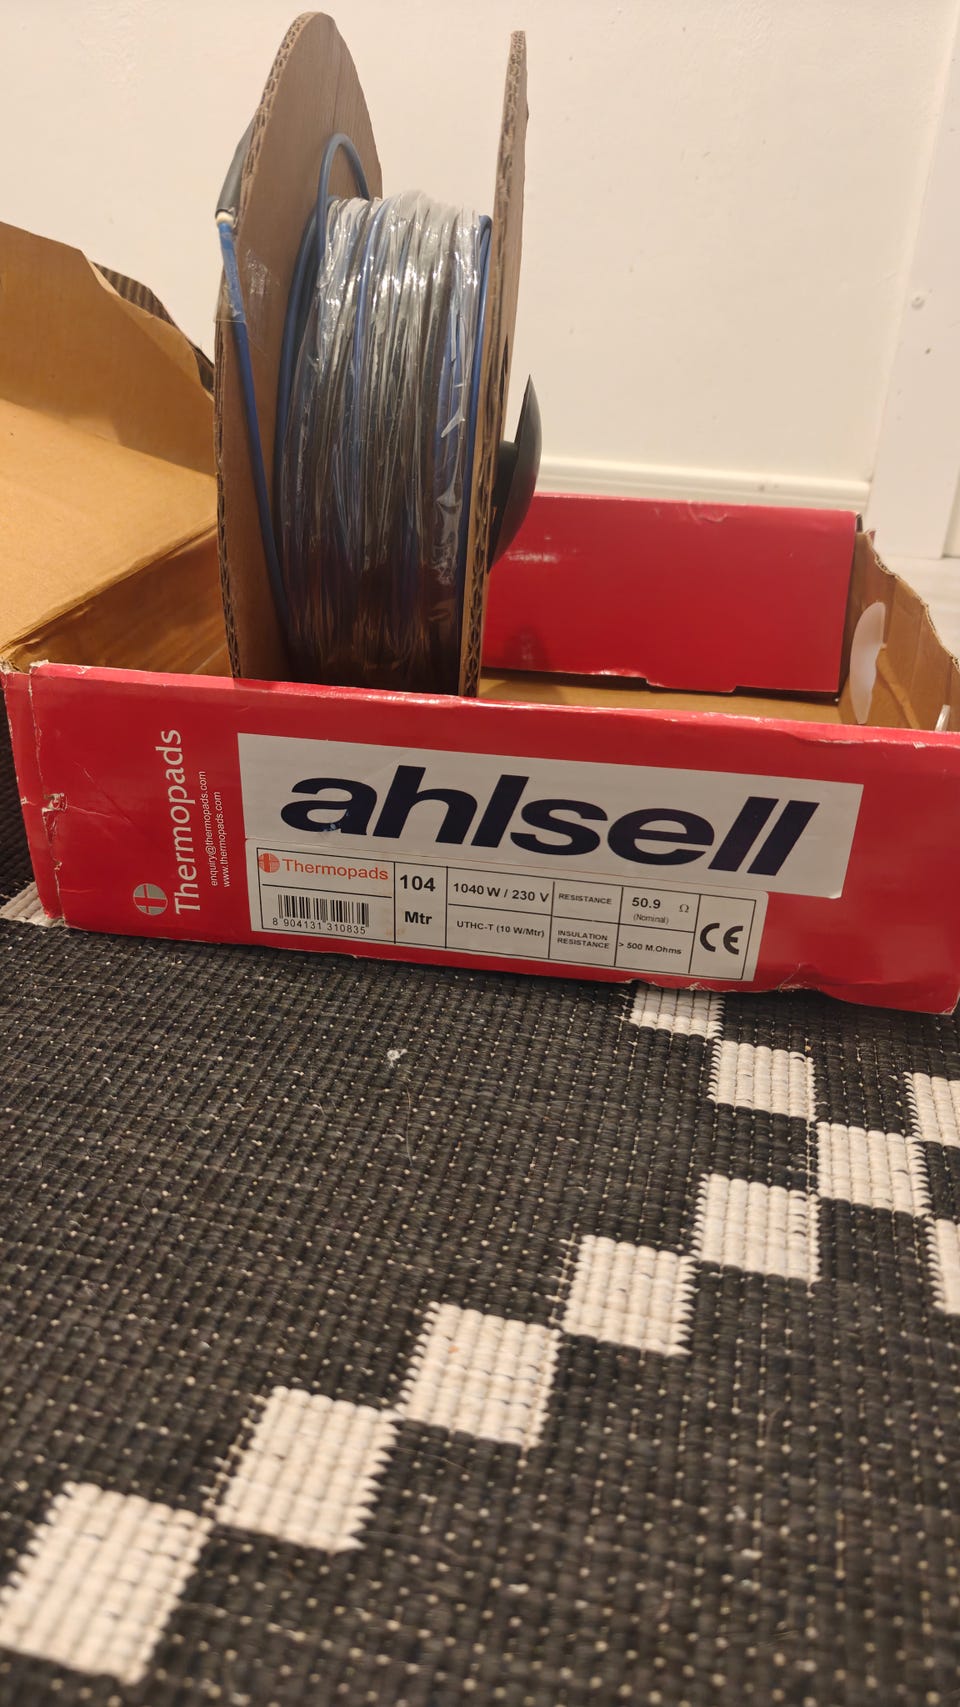 Thermopads
enquiry@thermopads.com
www.thermopads.com
ahlsell
Thermopads
8 904131 310835
104
Mtr
1040 W / 230 V
UTHC-T (10 W/Mtr)
RESISTANCE
50.9 Ω
(Nominal)
INSULATION
RESISTANCE
> 500 M.Ohms
CE